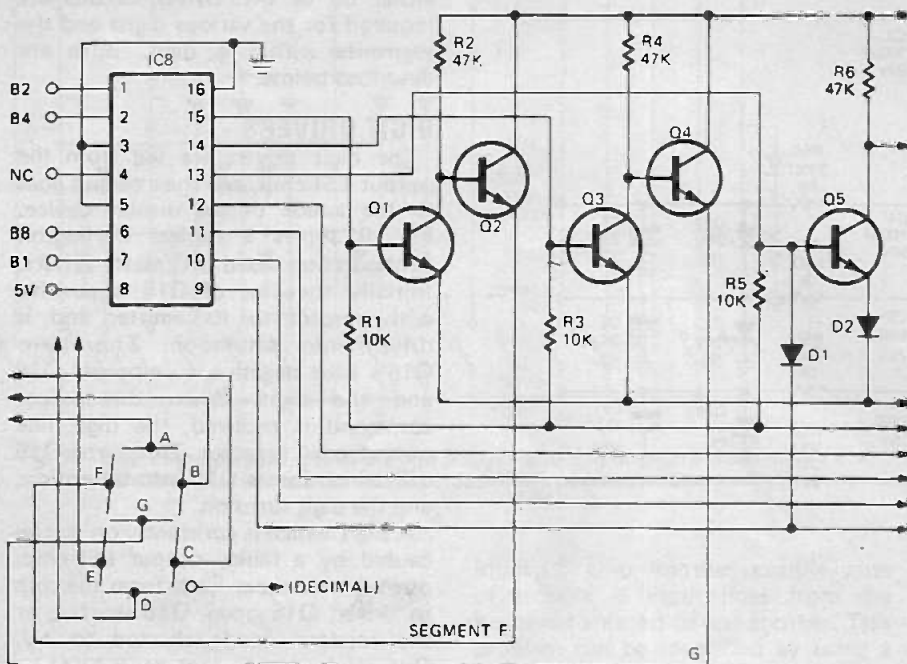 R2
47K
R4
47K
R6
47K
IC8
B2
B4
NC
B8
B1
5V
1
2
3
4
5
6
7
8
16
15
14
13
12
11
10
9
Q1
Q2
Q3
Q4
Q5
R1
10K
R3
10K
R5
10K
D1
D2
A
F
B
G
E
C
D
(DECIMAL)
SEGMENT F
G